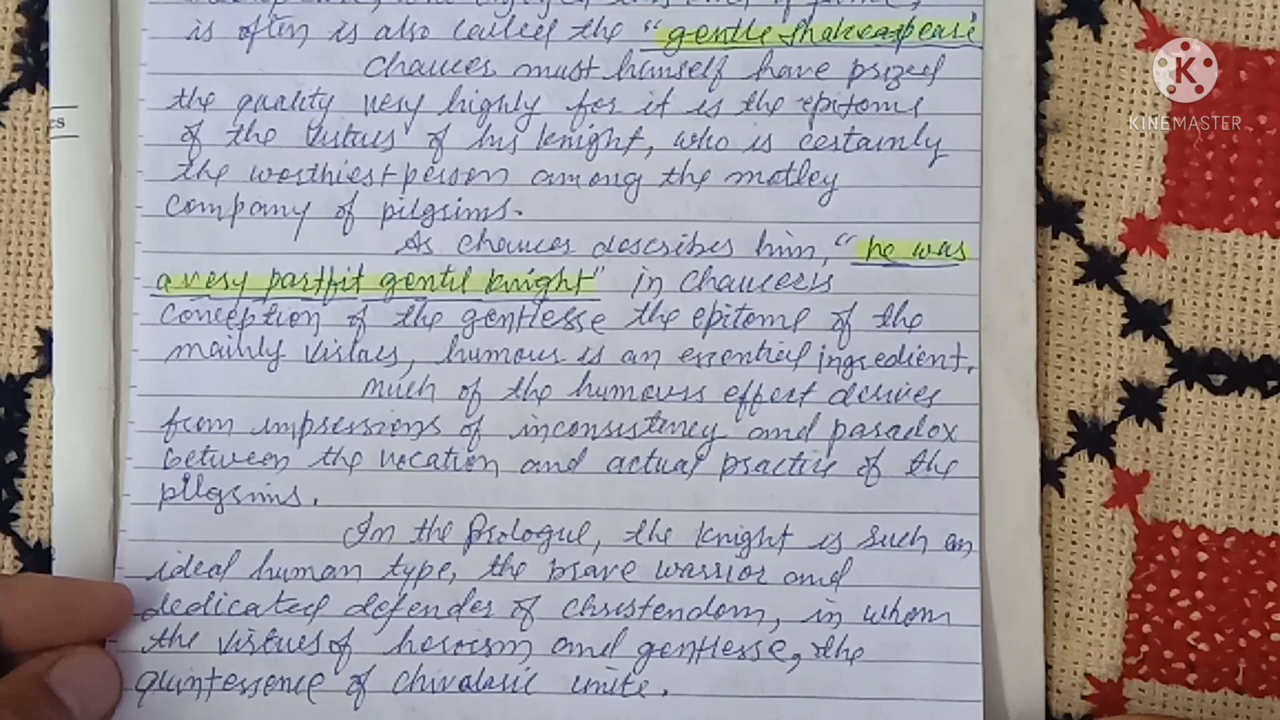 is often is also called the "gentle shakespeare
Chaucer must himself have prized
the quality very highly for it is the epitome
of the virtues of his knight, who is certainly
the worthiest person among the motley
company of pilgrims.
As Chaucer describes him, "he was
a very partfit gentil knight" in Chaucer's
conception of the gentlesse the epitome of the
mainly virtues, humour is an essential ingredient.
much of the humours effect derives
from impressions of inconsistency and paradox
between the vocation and actual practice of the
pilgrims.
In the Prologue, the knight is such an
ideal human type, the brave warrior and
dedicated defender of christendom, in whom
the virtues of heroism and gentlesse, the
quintessence of chivalaric unite.
K
KINEMASTER
cs